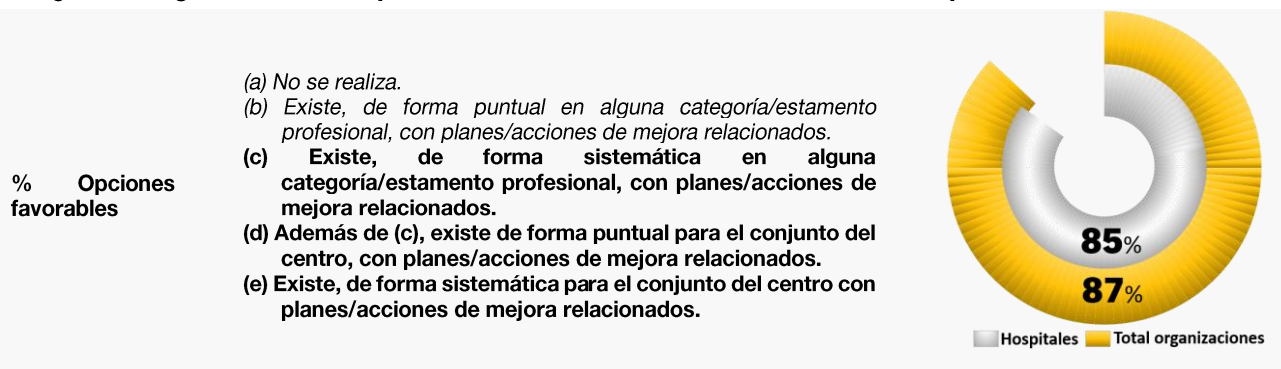 (a) No se realiza.
(b) Existe, de forma puntual en alguna categoría/estamento
profesional, con planes/acciones de mejora relacionados.
(c) Existe, de forma sistemática en alguna
categoría/estamento profesional, con planes/acciones de
mejora relacionados.
(d) Además de (c), existe de forma puntual para el conjunto del
centro, con planes/acciones de mejora relacionados.
(e) Existe, de forma sistemática para el conjunto del centro con
planes/acciones de mejora relacionados.
% Opciones
favorables
85%
87%
Hospitales Total organizaciones